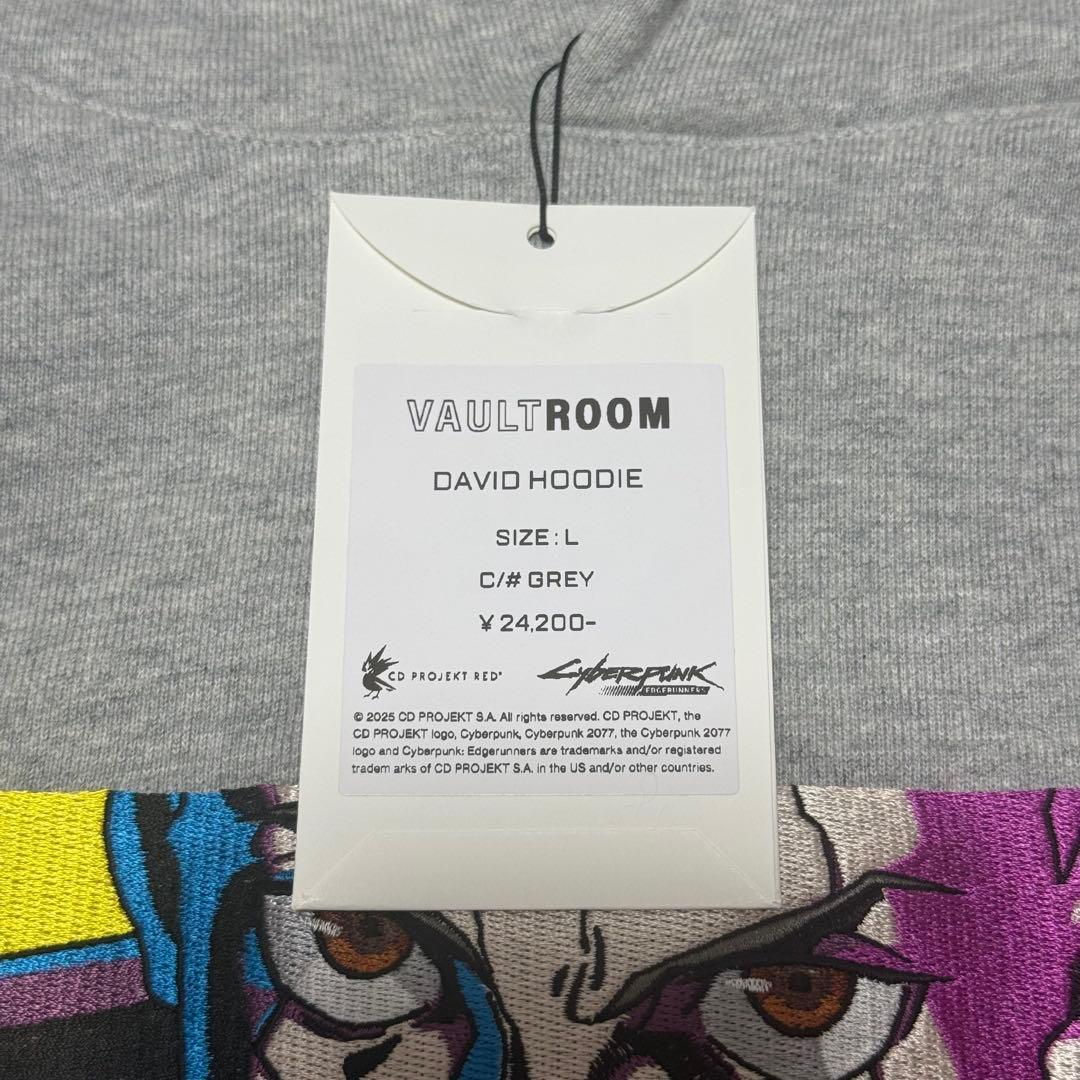 VAULTROOM
DAVID HOODIE
SIZE : L
C/# GREY
¥ 24,200-
CD PROJEKT RED®
Cyberpunk
EDGERUNNERS
© 2025 CD PROJEKT S.A. All rights reserved. CD PROJEKT, the
CD PROJEKT logo, Cyberpunk, Cyberpunk 2077, the Cyberpunk 2077
logo and Cyberpunk: Edgerunners are trademarks and/or registered
tradem arks of CD PROJEKT S.A. in the US and/or other countries.